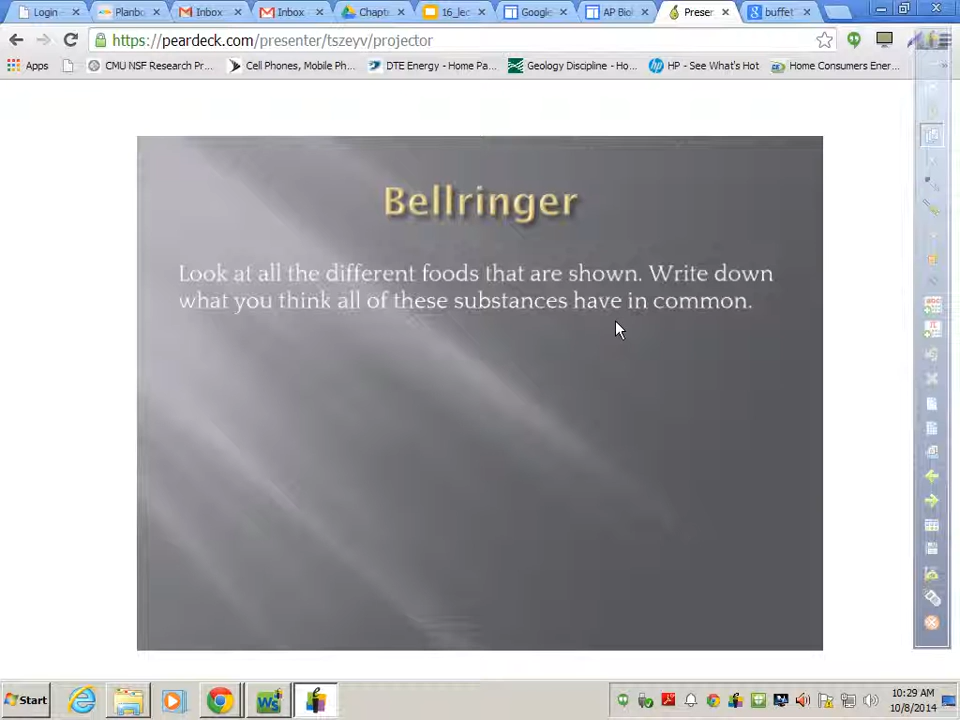 Login
Planbo
Inbox
Inbox
Chapt
16_lec
Google
AP Bio
Presen
buffet
https://peardeck.com/presenter/tszeyv/projector
Apps
CMU NSF Research Pr...
Cell Phones, Mobile Ph...
DTE Energy - Home Pa...
Geology Discipline - Ho...
HP - See What's Hot
Home Consumers Ener...
Bellringer
Look at all the different foods that are shown. Write down
what you think all of these substances have in common.
abc
Start
10:29 AM
10/8/2014